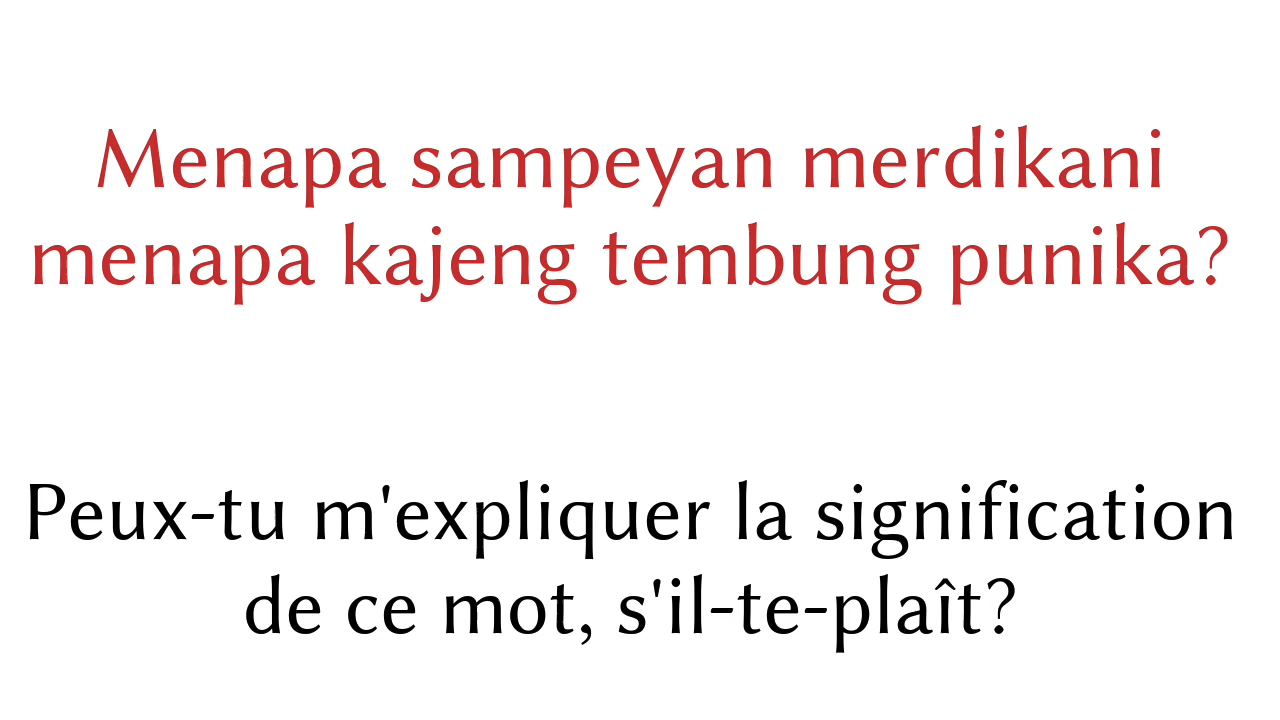 Menapa sampeyan merdikani
menapa kajeng tembung punika?
Peux-tu m'expliquer la signification
de ce mot, s'il-te-plaît?